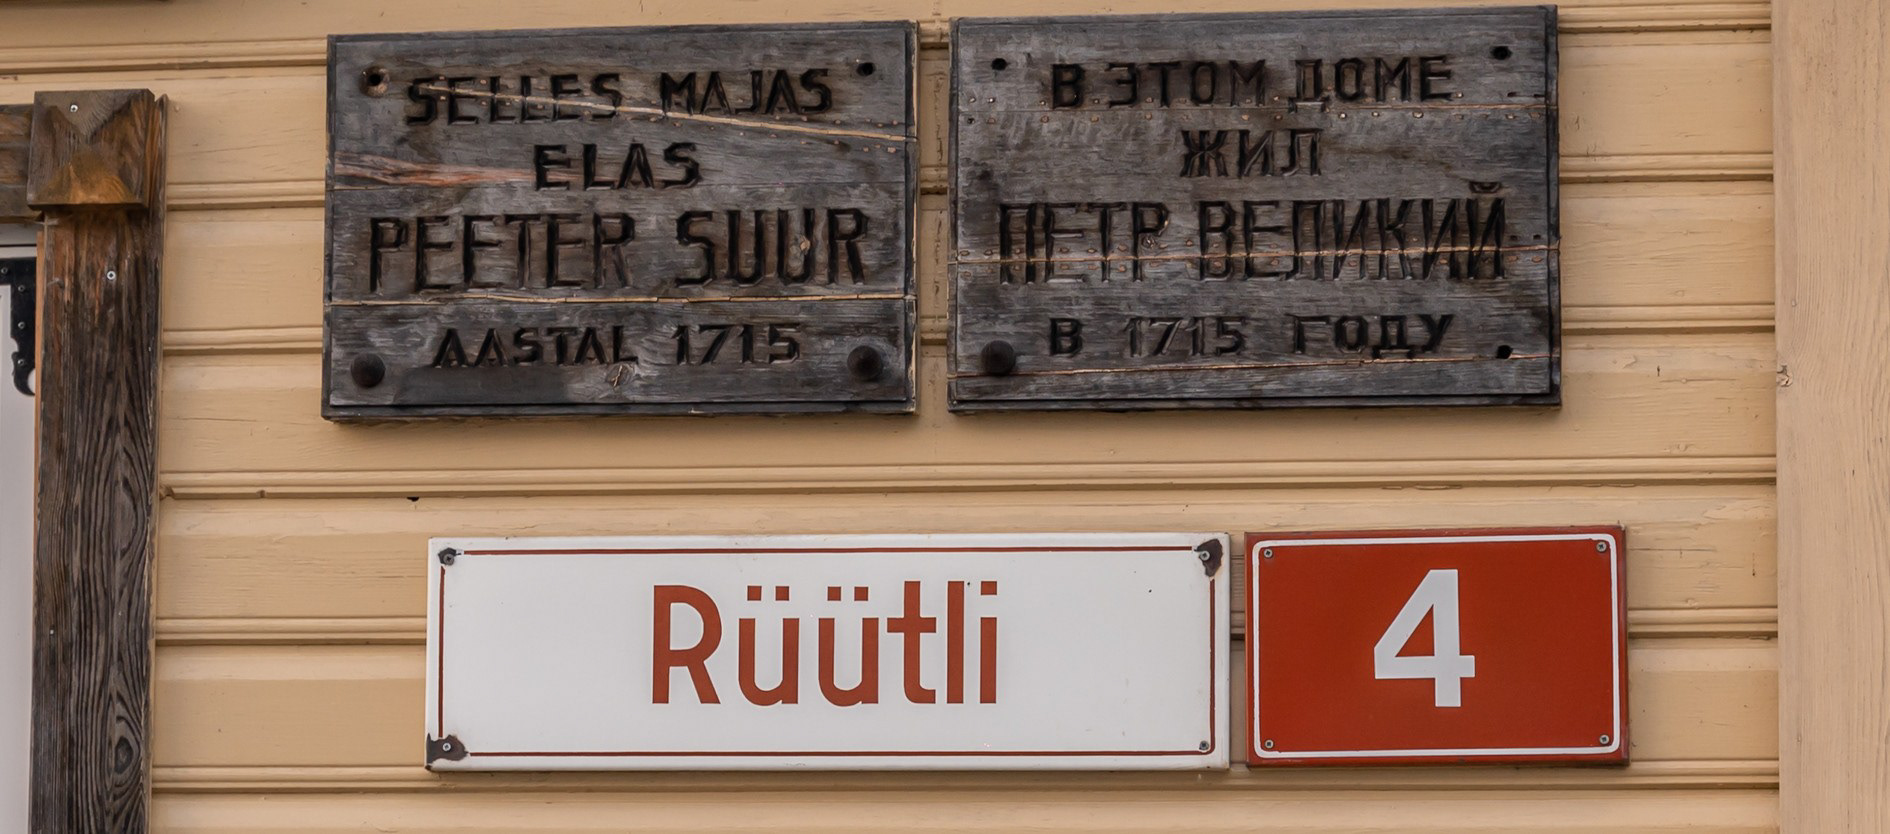 SELLES MAJAS
ELAS
PEETER SUUR
AASTAL 1715
В ЭТОМ ДОМЕ
ЖИЛ
ПЕТР ВЕЛИКИЙ
В 1715 ГОДУ
Rüütli
4